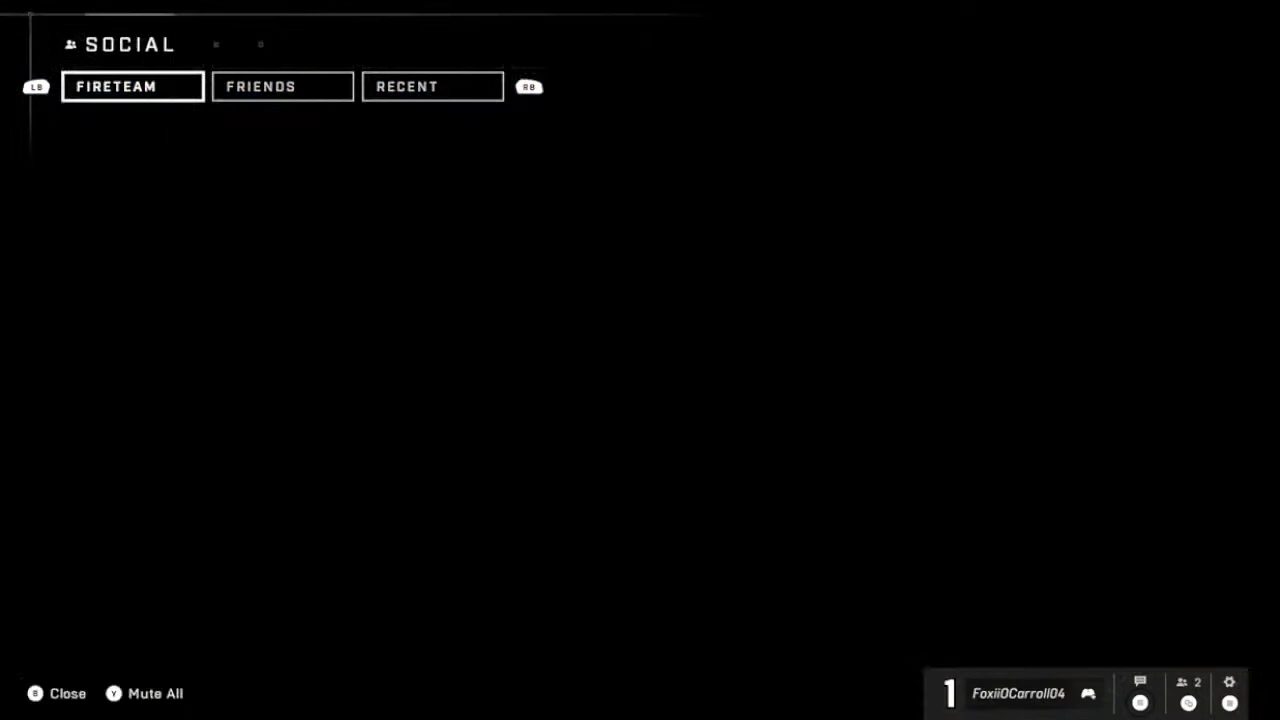 SOCIAL
LB FIRETEAM FRIENDS RECENT RB
B Close Y Mute All
1 FoxiiOCarroll04 2